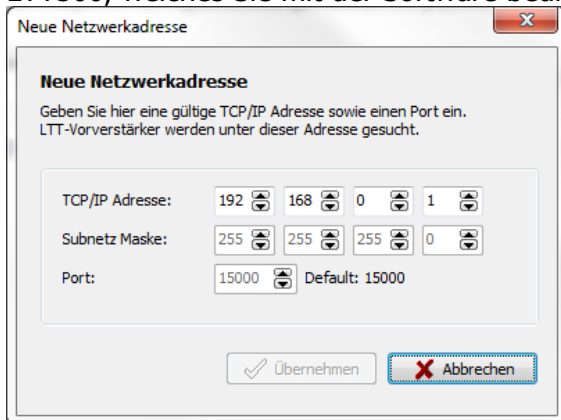 Neue Netzwerkadresse
Neue Netzwerkadresse
Geben Sie hier eine gültige TCP/IP Adresse sowie einen Port ein.
LTT-Vorverstärker werden unter dieser Adresse gesucht.
TCP/IP Adresse: 192 168 0 1
Subnetz Maske: 255 255 255 0
Port: 15000 Default: 15000
Übernehmen Abbrechen